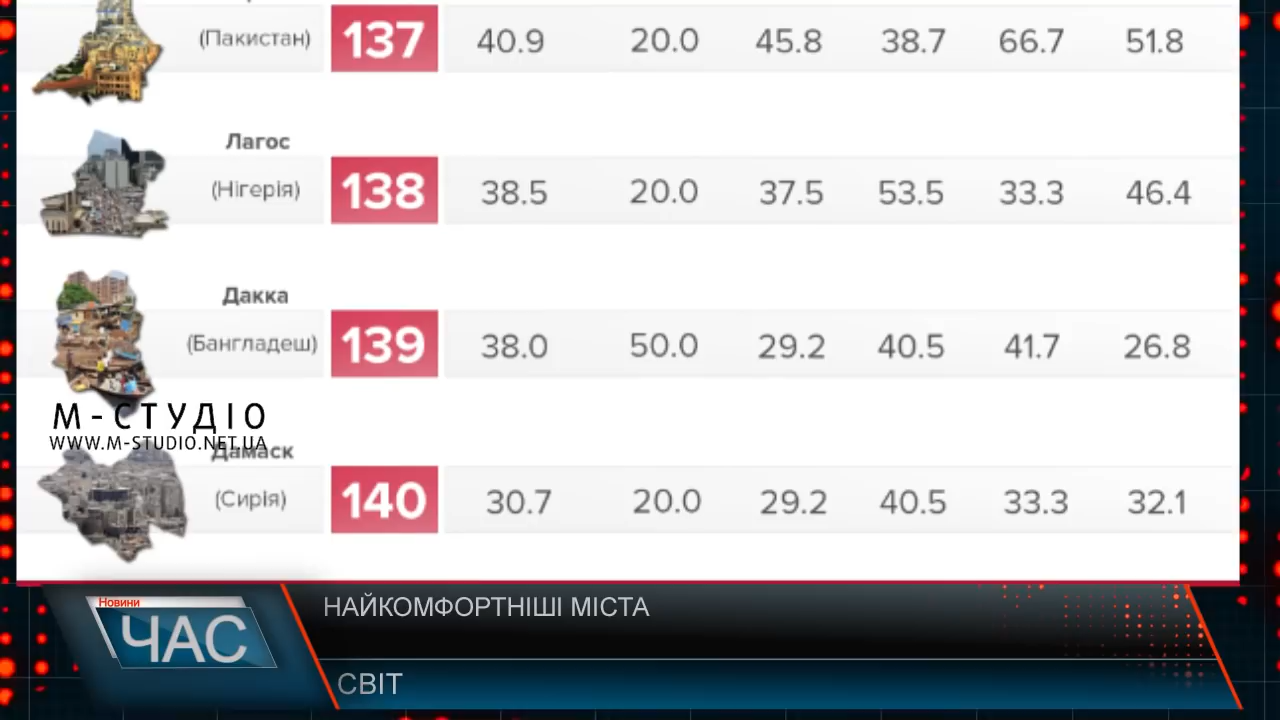 (Пакистан) 137 40.9 20.0 45.8 38.7 66.7 51.8
Лагос
(Нігерія) 138 38.5 20.0 37.5 53.5 33.3 46.4
Дакка
(Бангладеш) 139 38.0 50.0 29.2 40.5 41.7 26.8
М-СТУДІО
WWW.M-STUDIO.NET.UA
Дамаск
(Сирія) 140 30.7 20.0 29.2 40.5 33.3 32.1
Новини
ЧАС
НАЙКОМФОРТНІШІ МІСТА
СВІТ